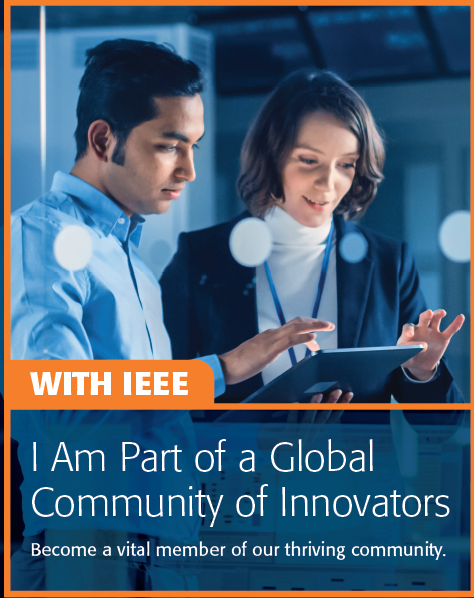 WITH IEEE
I Am Part of a Global
Community of Innovators
Become a vital member of our thriving community.